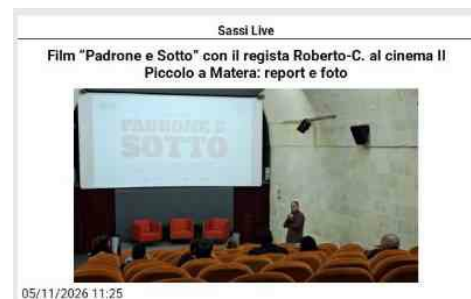 Sassi Live
Film "Padrone e Sotto" con il regista Roberto-C. al cinema Il
Piccolo a Matera: report e foto
PADRONE E
SOTTO
05/11/2026 11:25